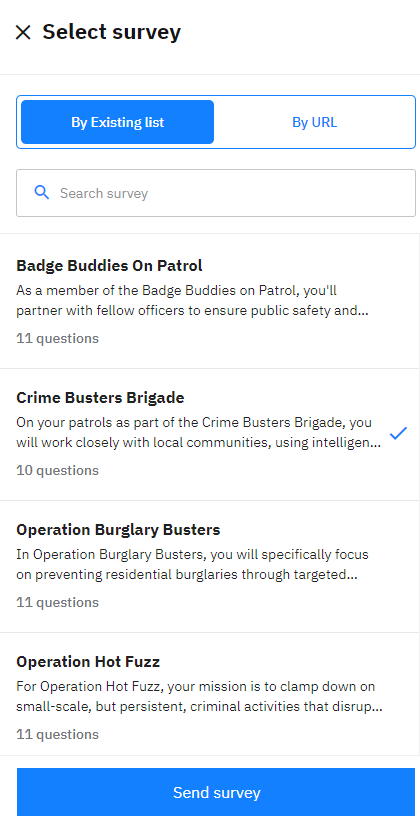 Select survey
By Existing list
By URL
Search survey
Badge Buddies On Patrol
As a member of the Badge Buddies on Patrol, you'll
partner with fellow officers to ensure public safety and...
11 questions
Crime Busters Brigade
On your patrols as part of the Crime Busters Brigade, you
will work closely with local communities, using intelligen...
10 questions
Operation Burglary Busters
In Operation Burglary Busters, you will specifically focus
on preventing residential burglaries through targeted...
11 questions
Operation Hot Fuzz
For Operation Hot Fuzz, your mission is to clamp down on
small-scale, but persistent, criminal activities that disrup...
11 questions
Send survey